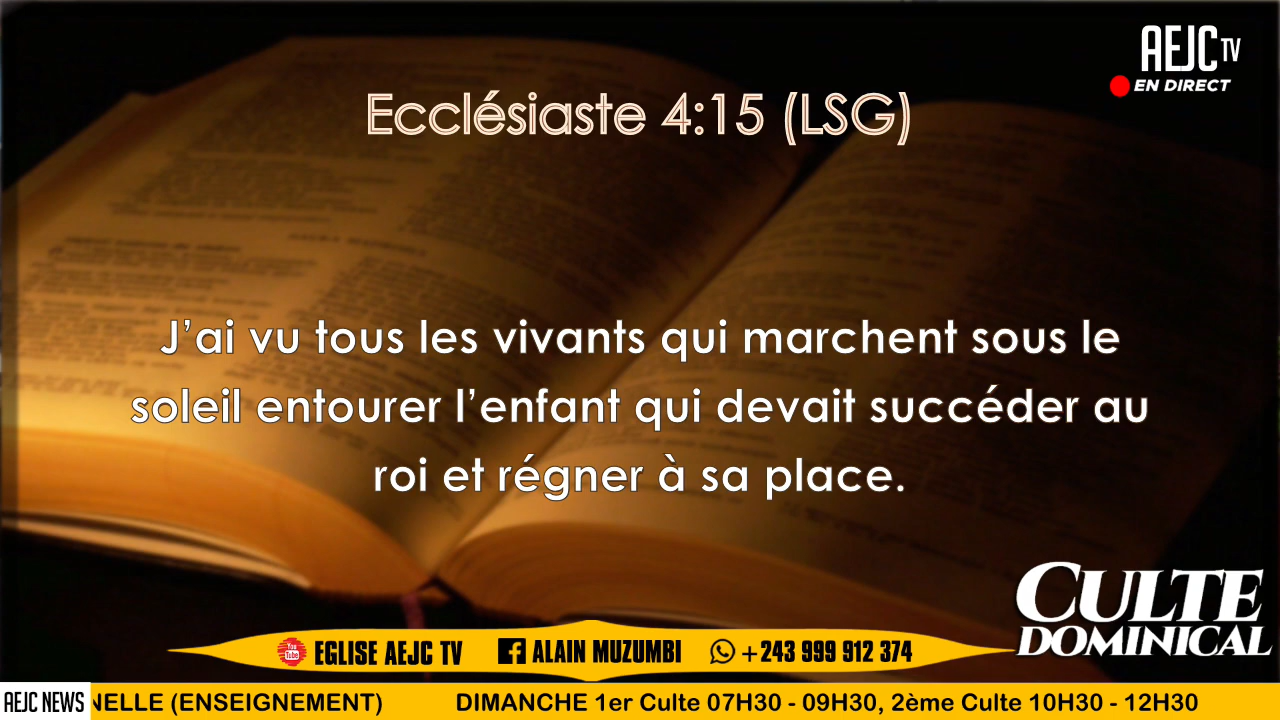 AEJC TV
EN DIRECT
Ecclésiaste 4:15 (LSG)
J’ai vu tous les vivants qui marchent sous le
soleil entourer l’enfant qui devait succéder au
roi et régner à sa place.
CULTE
DOMINICAL
You
Tube
EGLISE AEJC TV
ALAIN MUZUMBI
+243 999 912 374
AEJC NEWS
NELLE (ENSEIGNEMENT) DIMANCHE 1er Culte 07H30 - 09H30, 2ème Culte 10H30 - 12H30